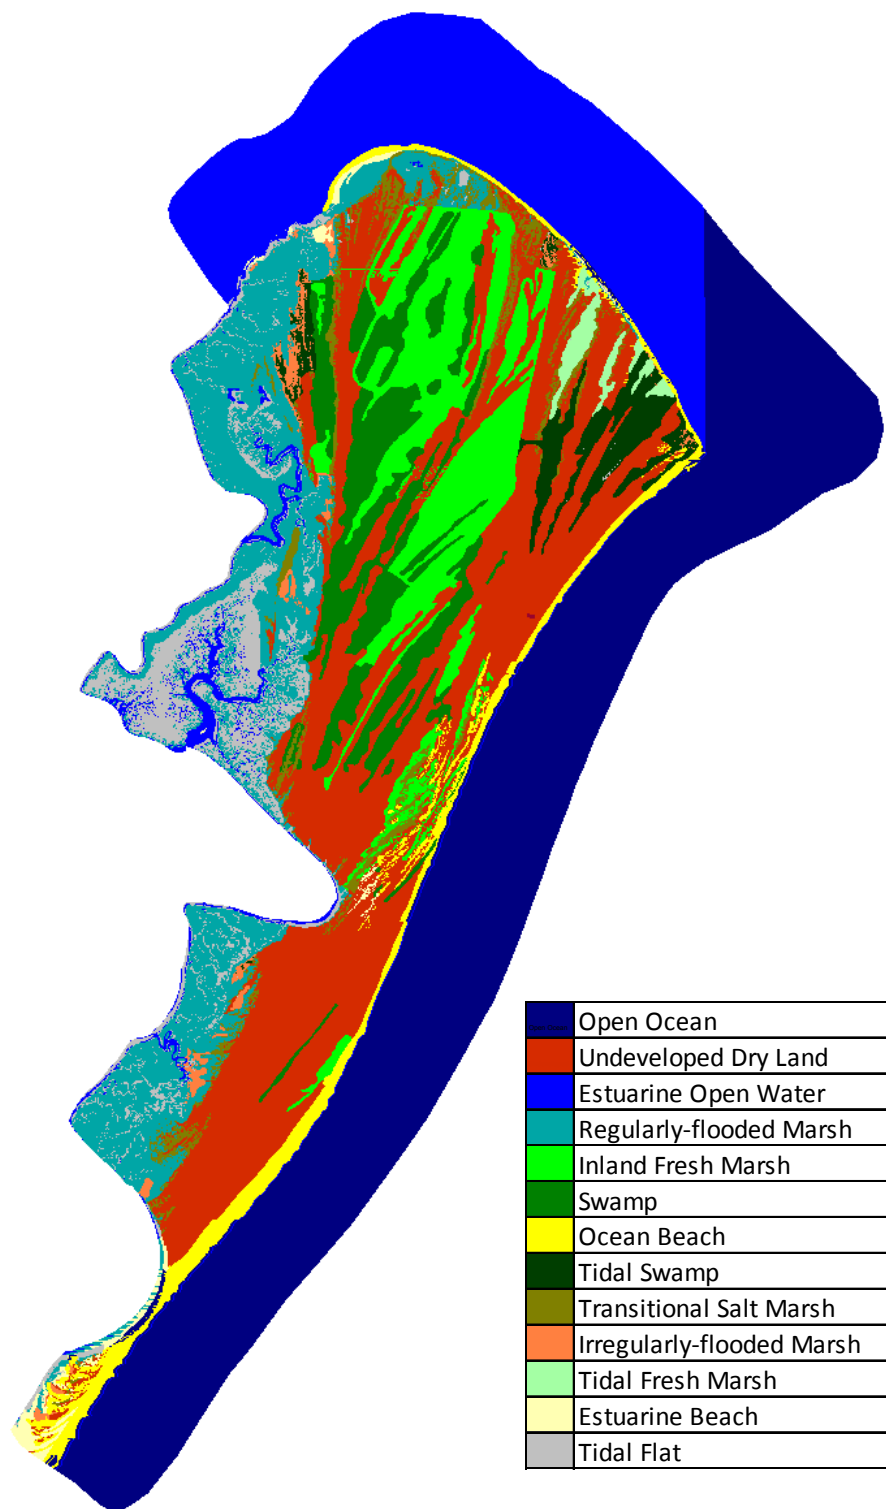 Open Ocean
Undeveloped Dry Land
Estuarine Open Water
Regularly-flooded Marsh
Inland Fresh Marsh
Swamp
Ocean Beach
Tidal Swamp
Transitional Salt Marsh
Irregularly-flooded Marsh
Tidal Fresh Marsh
Estuarine Beach
Tidal Flat